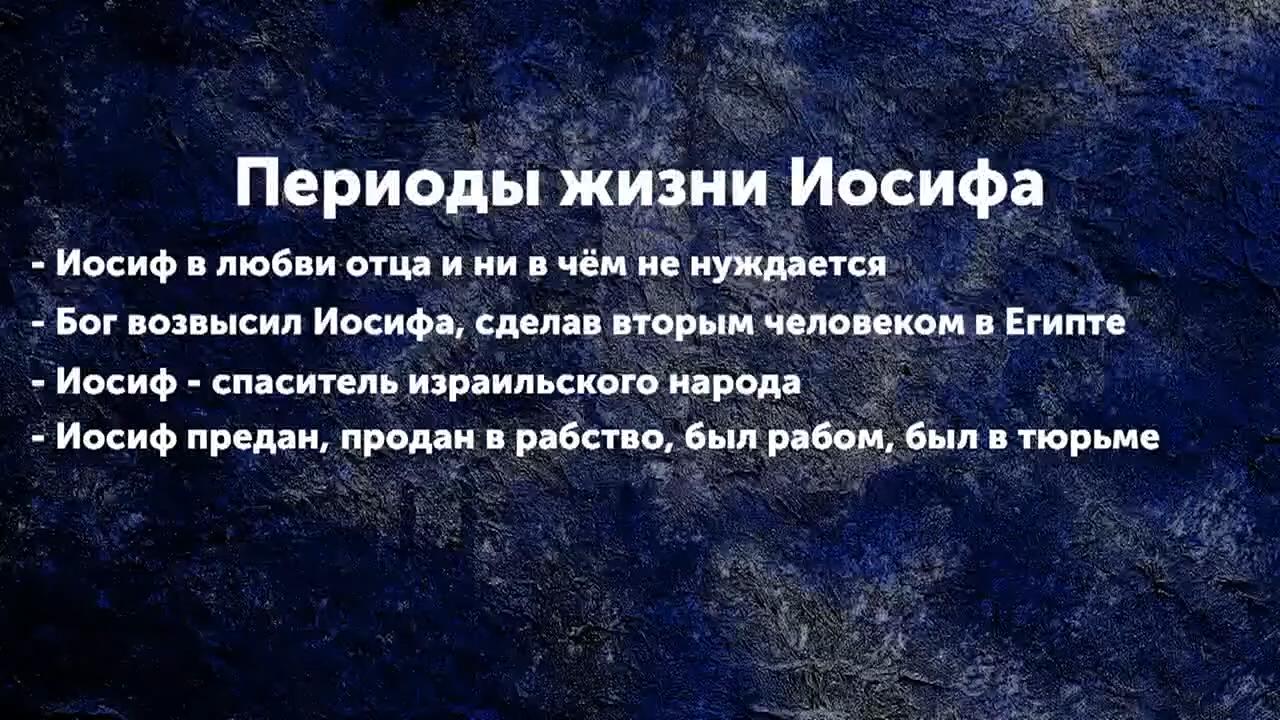 Периоды жизни Иосифа
- Иосиф в любви отца и ни в чём не нуждается
- Бог возвысил Иосифа, сделав вторым человеком в Египте
- Иосиф - спаситель израильского народа
- Иосиф предан, продан в рабство, был рабом, был в тюрьме